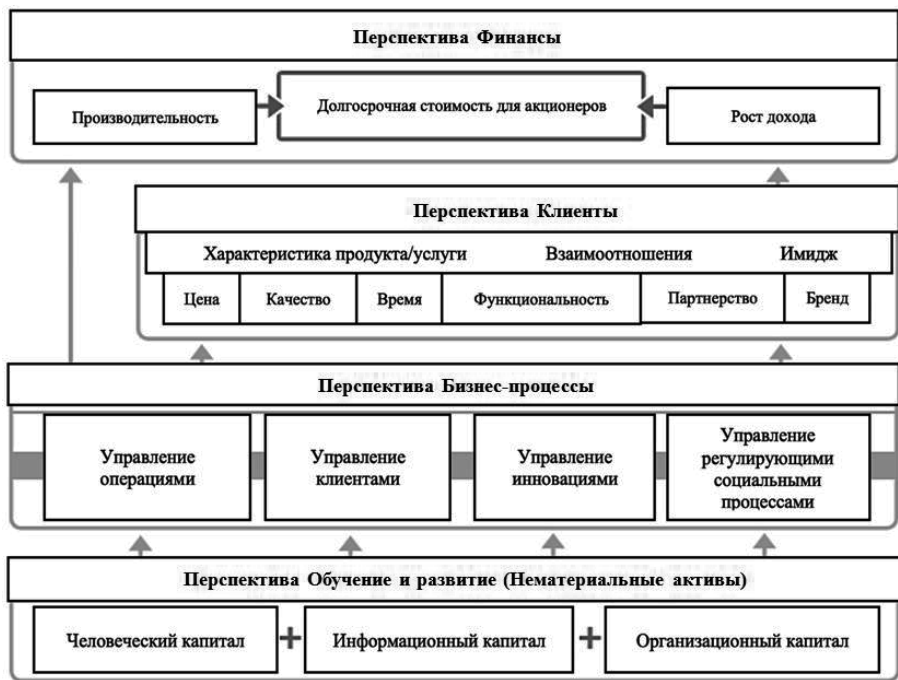 Перспектива Финансы
Производительность
Долгосрочная стоимость для акционеров
Рост дохода
Перспектива Клиенты
Характеристика продукта/услуги Взаимоотношения Имидж
Цена Качество Время Функциональность Партнерство Бренд
Перспектива Бизнес-процессы
Управление
операциями
Управление
клиентами
Управление
инновациями
Управление
регулирующими
социальными
процессами
Перспектива Обучение и развитие (Нематериальные активы)
Человеческий капитал + Информационный капитал + Организационный капитал